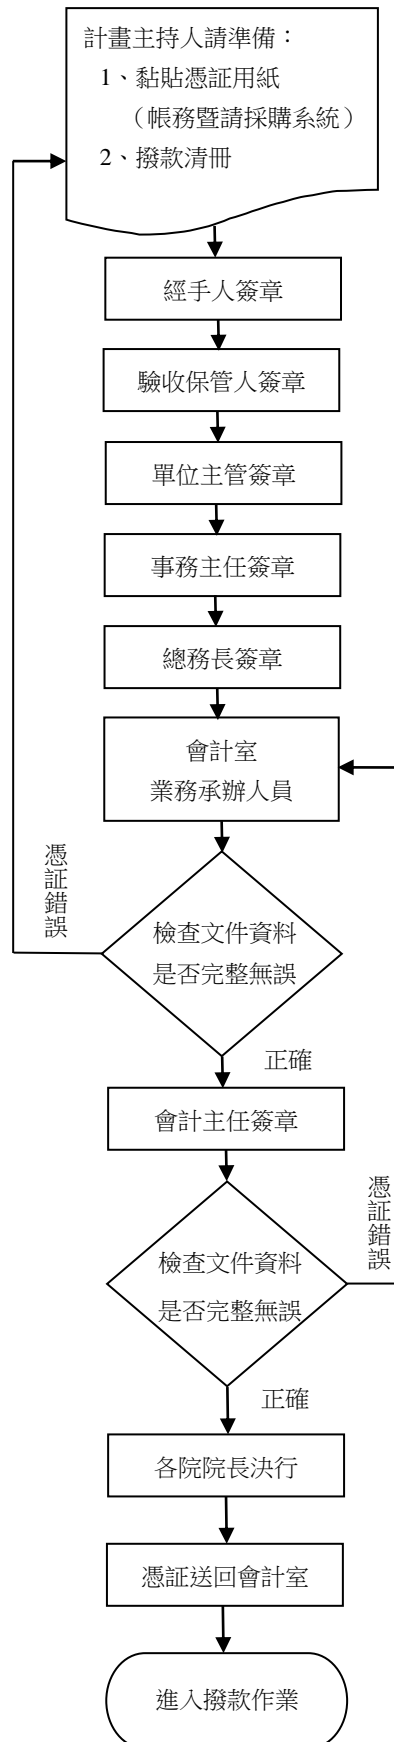 計畫主持人請準備：
1、黏貼憑証用紙
（帳務暨請採購系統）
2、撥款清冊
經手人簽章
驗收保管人簽章
單位主管簽章
事務主任簽章
總務長簽章
會計室
業務承辦人員
憑証錯誤
檢查文件資料
是否完整無誤
正確
會計主任簽章
憑証錯誤
檢查文件資料
是否完整無誤
正確
各院院長決行
憑証送回會計室
進入撥款作業